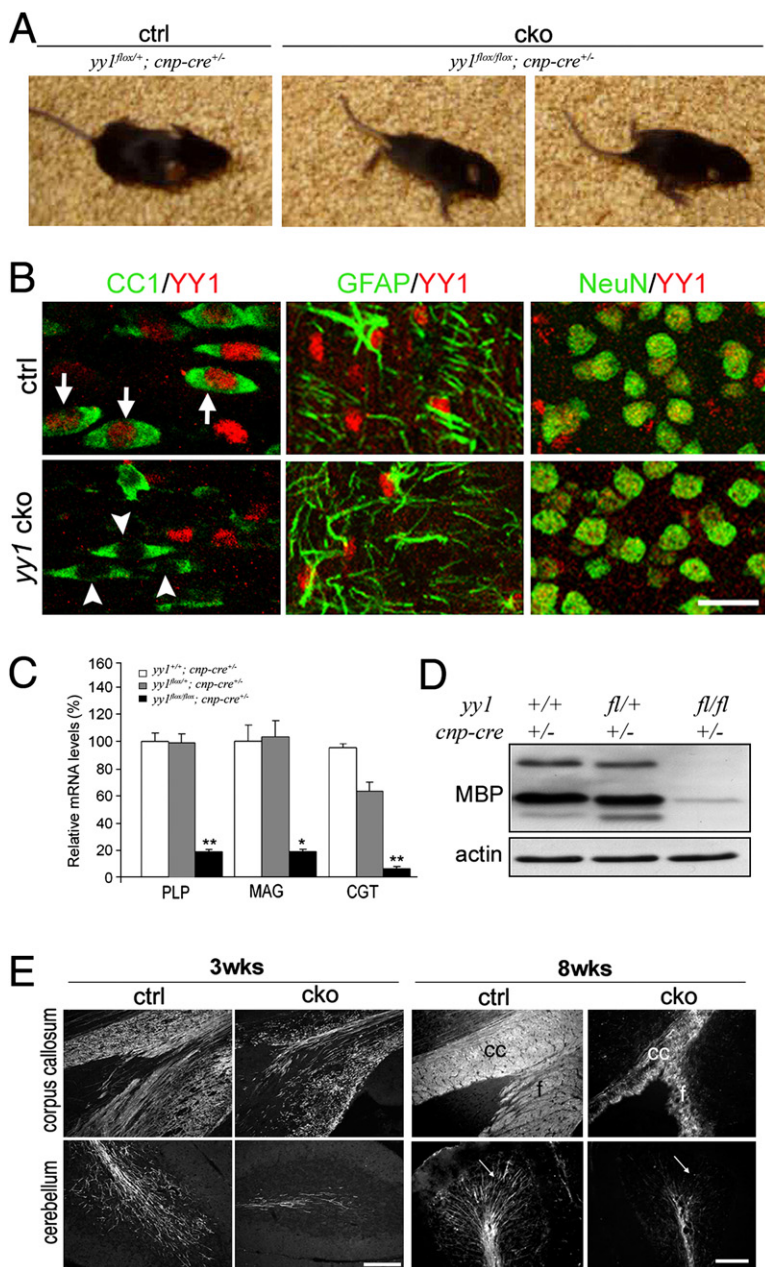 A
ctrl
cko
yy1flox/+; cnp-cre+/-
yy1flox/flox; cnp-cre+/-
B
CC1/YY1
GFAP/YY1
NeuN/YY1
ctrl
yy1 cko
C
Relative mRNA levels (%)
160
140
120
100
80
60
40
20
0
yy1+/+; cnp-cre+/-
yy1flox/+; cnp-cre+/-
yy1flox/flox; cnp-cre+/-
**
*
**
PLP
MAG
CGT
D
yy1 +/+ fl/+ fl/fl
cnp-cre +/- +/- +/-
MBP
actin
E
3wks
8wks
ctrl
cko
ctrl
cko
corpus callosum
cc
f
cc
f
cerebellum